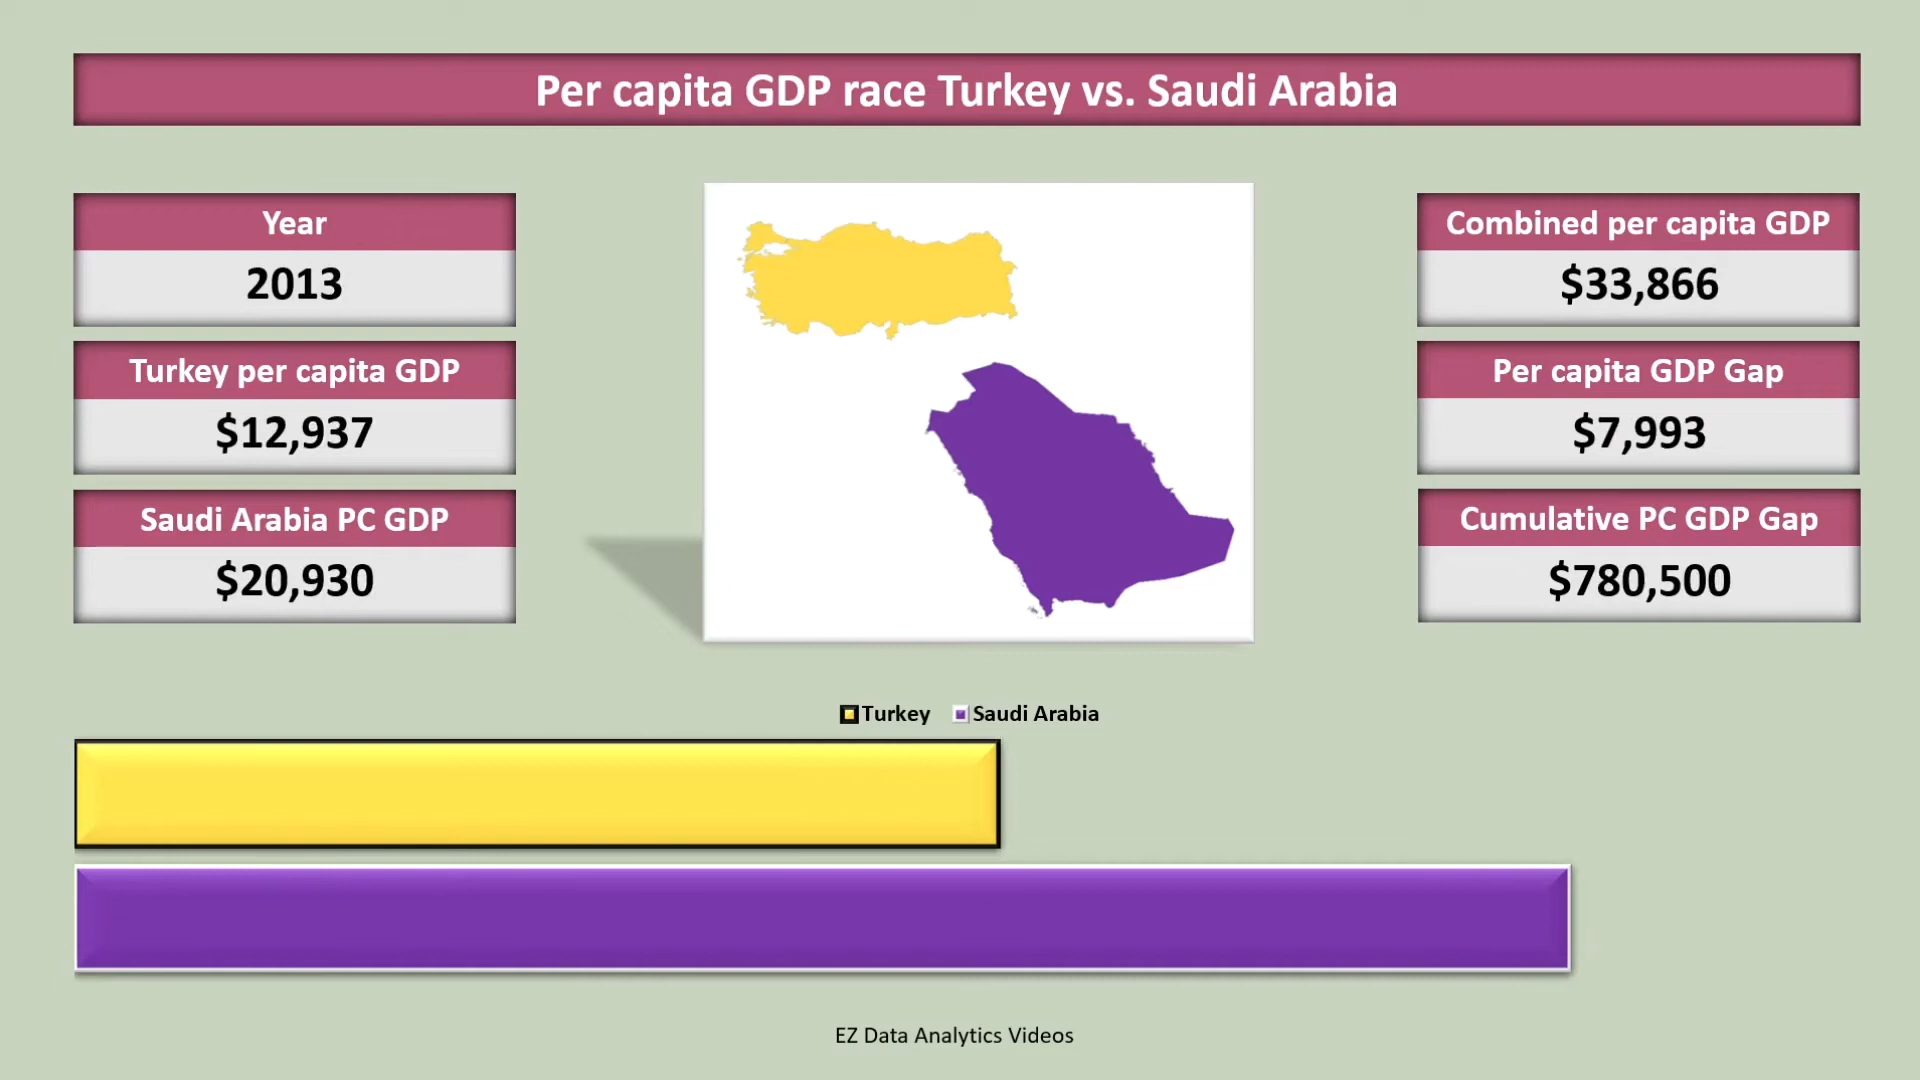 Per capita GDP race Turkey vs. Saudi Arabia
Year
2013
Turkey per capita GDP
$12,937
Saudi Arabia PC GDP
$20,930
Combined per capita GDP
$33,866
Per capita GDP Gap
$7,993
Cumulative PC GDP Gap
$780,500
Turkey Saudi Arabia
EZ Data Analytics Videos